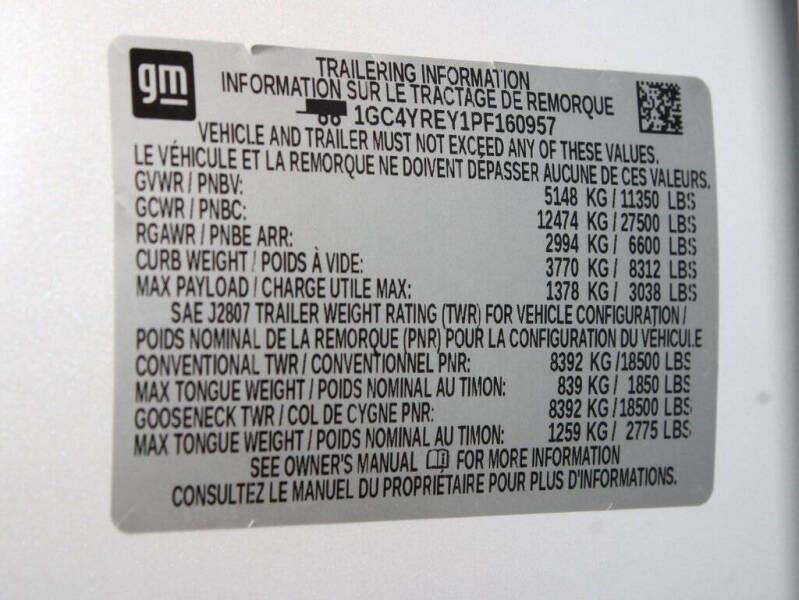 gm
TRAILERING INFORMATION
INFORMATION SUR LE TRACTAGE DE REMORQUE
1GC4YREY1PF160957
VEHICLE AND TRAILER MUST NOT EXCEED ANY OF THESE VALUES.
LE VÉHICULE ET LA REMORQUE NE DOIVENT DÉPASSER AUCUNE DE CES VALEURS.
GVWR / PNBV: 5148 KG / 11350 LBS
GCWR / PNBC: 12474 KG / 27500 LBS
RGAWR / PNBE ARR: 2994 KG / 6600 LBS
CURB WEIGHT / POIDS À VIDE: 3770 KG / 8312 LBS
MAX PAYLOAD / CHARGE UTILE MAX: 1378 KG / 3038 LBS
SAE J2807 TRAILER WEIGHT RATING (TWR) FOR VEHICLE CONFIGURATION /
POIDS NOMINAL DE LA REMORQUE (PNR) POUR LA CONFIGURATION DU VÉHICULE
CONVENTIONAL TWR / CONVENTIONNEL PNR: 8392 KG /18500 LBS
MAX TONGUE WEIGHT / POIDS NOMINAL AU TIMON: 839 KG / 1850 LBS
GOOSENECK TWR / COL DE CYGNE PNR: 8392 KG /18500 LBS
MAX TONGUE WEIGHT / POIDS NOMINAL AU TIMON: 1259 KG / 2775 LBS
SEE OWNER'S MANUAL FOR MORE INFORMATION
CONSULTEZ LE MANUEL DU PROPRIÉTAIRE POUR PLUS D'INFORMATIONS.